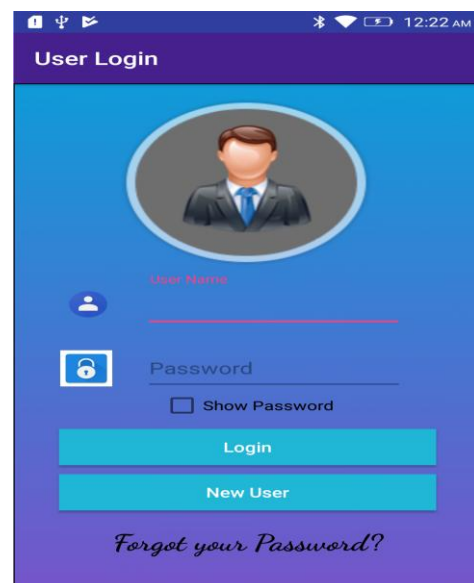 12:22 AM
User Login
User Name
Password
Show Password
Login
New User
Forgot your Password?